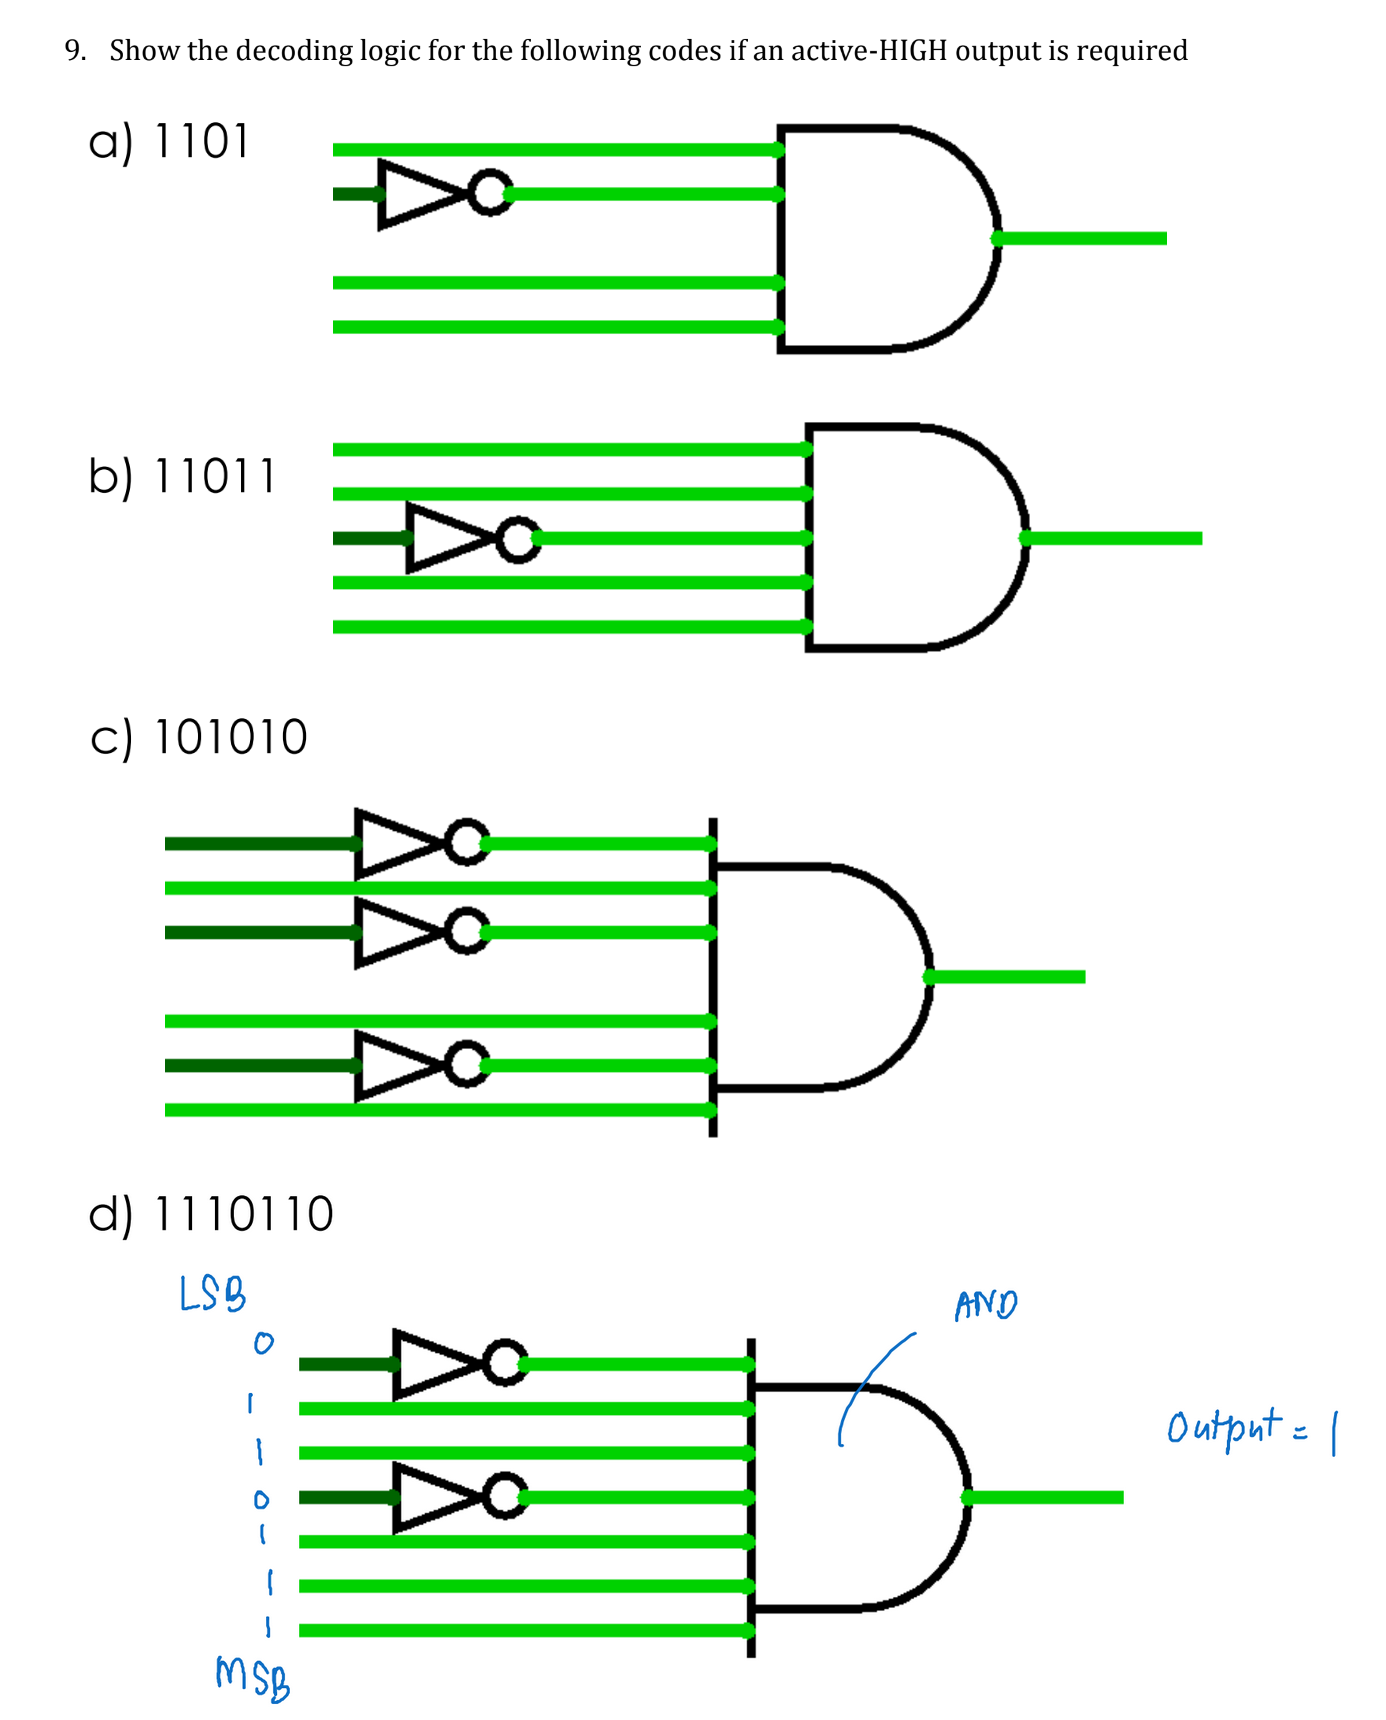 9. Show the decoding logic for the following codes if an active-HIGH output is required
a) 1101
b) 11011
c) 101010
d) 1110110
LSB
AND
0
1
Output = 1
1
0
1
1
1
MSB